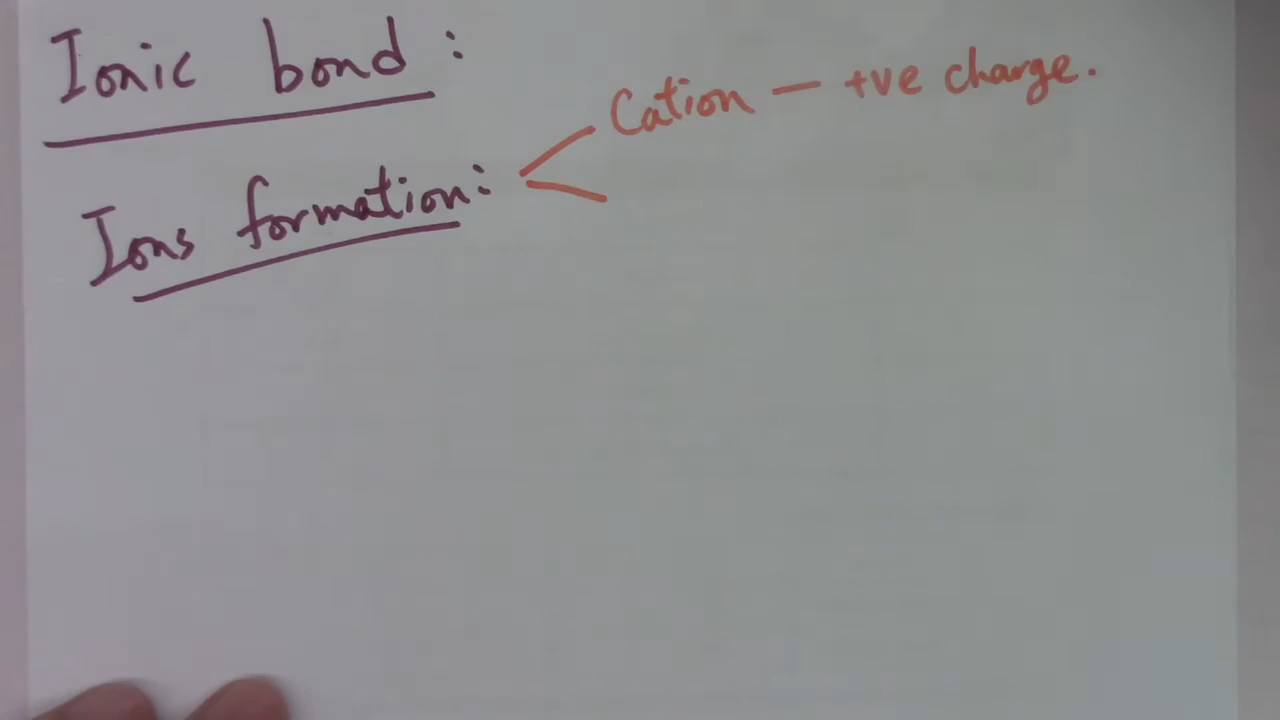 Ionic bond :
Cation — +ve charge.
Ions formation: